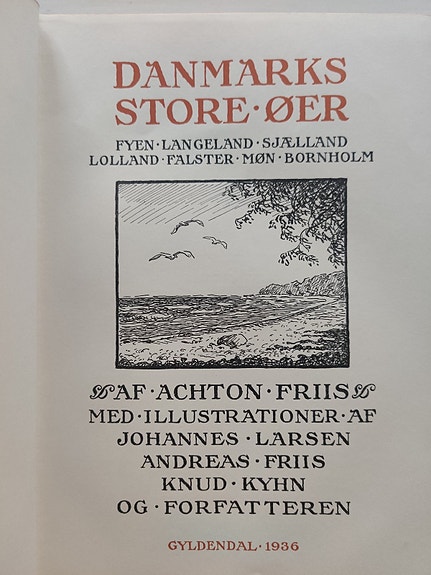 DANMARKS
STORE·ØER
FYEN·LANGELAND·SJÆLLAND
LOLLAND·FALSTER·MØN·BORNHOLM
AF·ACHTON·FRIIS
MED·ILLUSTRATIONER·AF
JOHANNES·LARSEN
ANDREAS·FRIIS
KNUD·KYHN
OG·FORFATTEREN
GYLDENDAL·1936